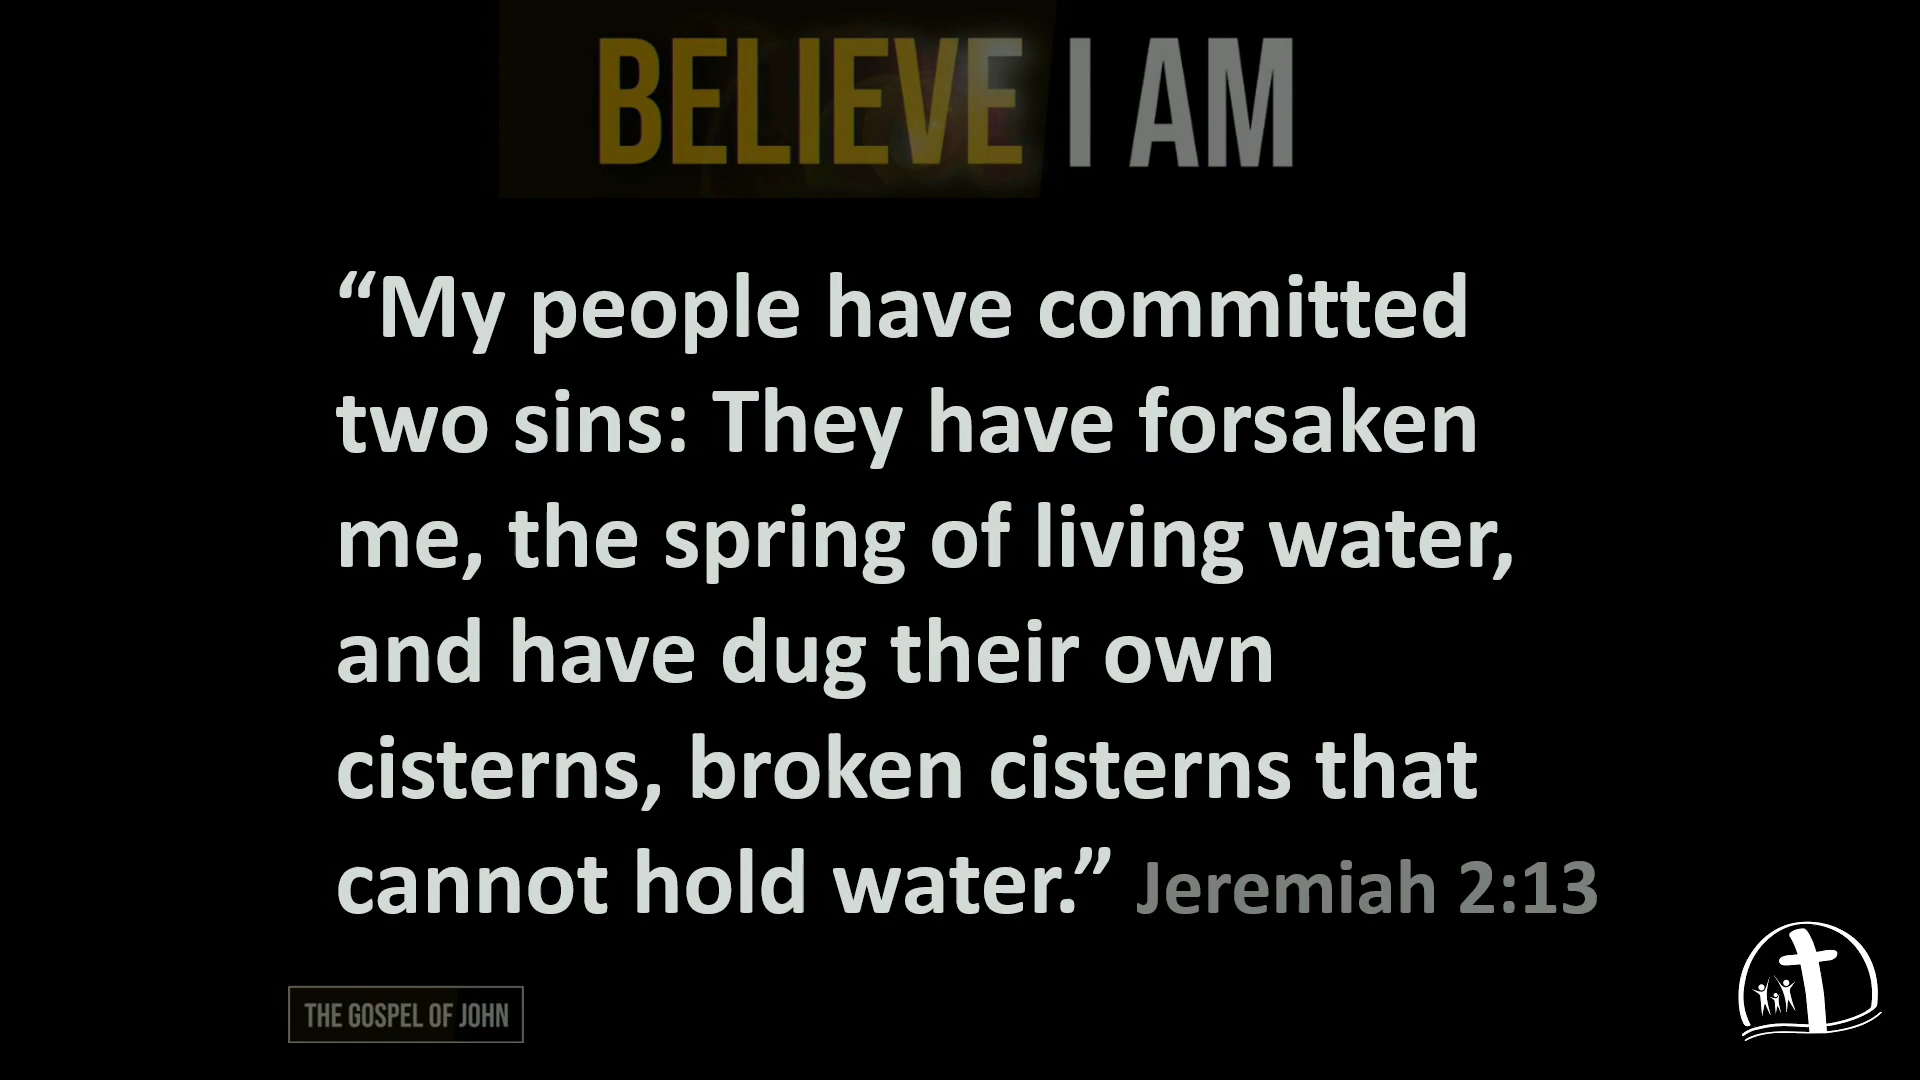 BELIEVE I AM
“My people have committed
two sins: They have forsaken
me, the spring of living water,
and have dug their own
cisterns, broken cisterns that
cannot hold water.” Jeremiah 2:13
THE GOSPEL OF JOHN